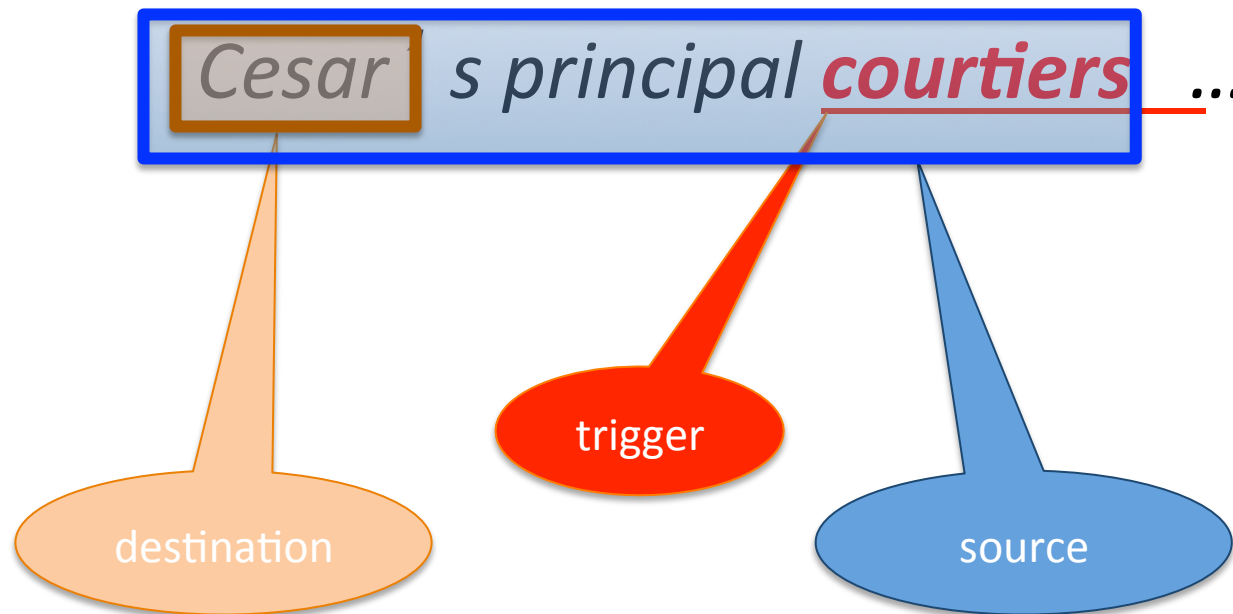 Cesar’s principal courtiers ...
trigger
destination
source